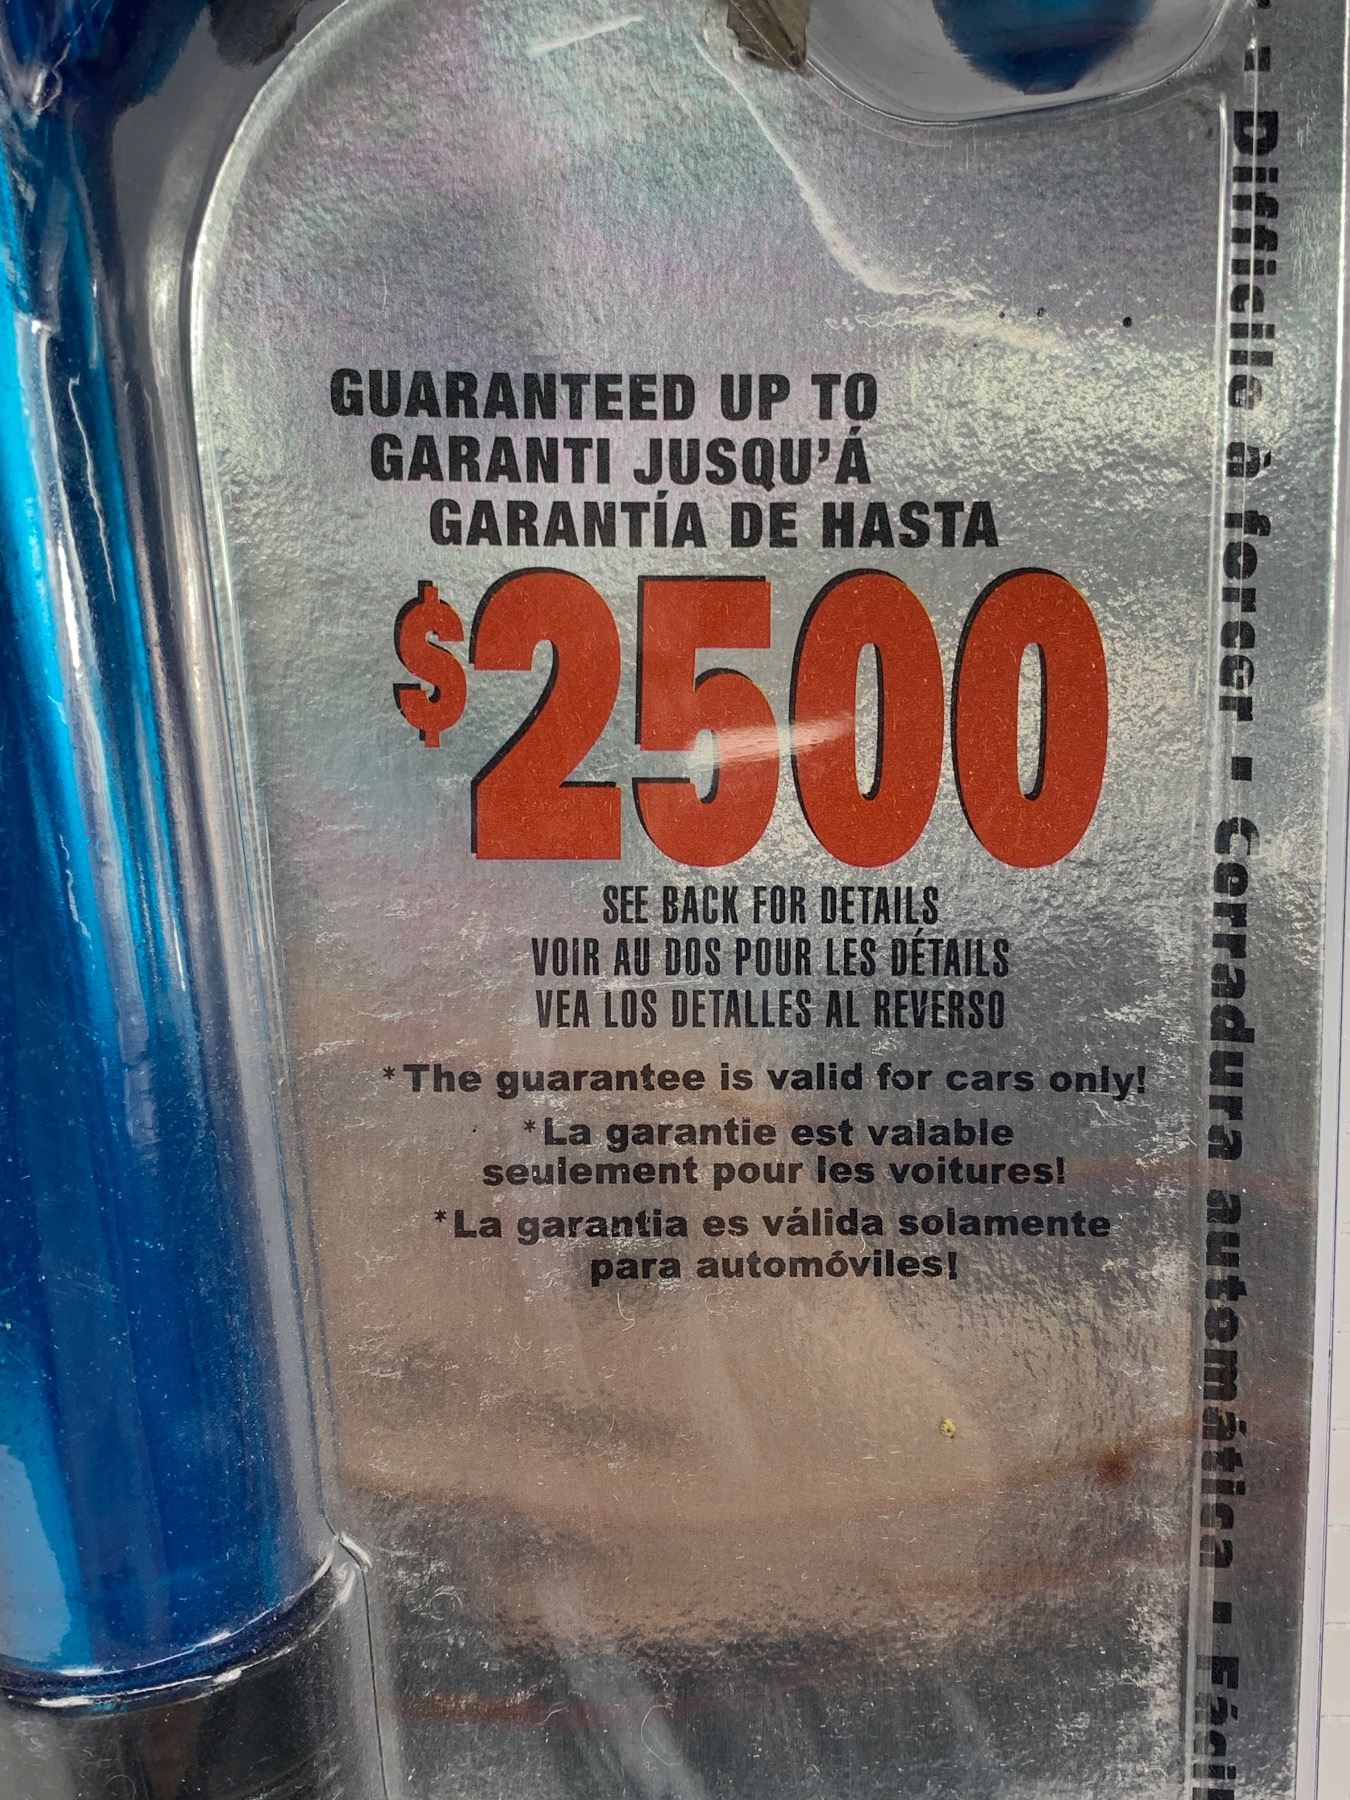 GUARANTEED UP TO
GARANTI JUSQU'Á
GARANTÍA DE HASTA
$2500
SEE BACK FOR DETAILS
VOIR AU DOS POUR LES DÉTAILS
VEA LOS DETALLES AL REVERSO
*The guarantee is valid for cars only!
*La garantie est valable
seulement pour les voitures!
*La garantia es válida solamente
para automóviles!
▪ Difficile à forcer ▪ Cerradura automática ▪